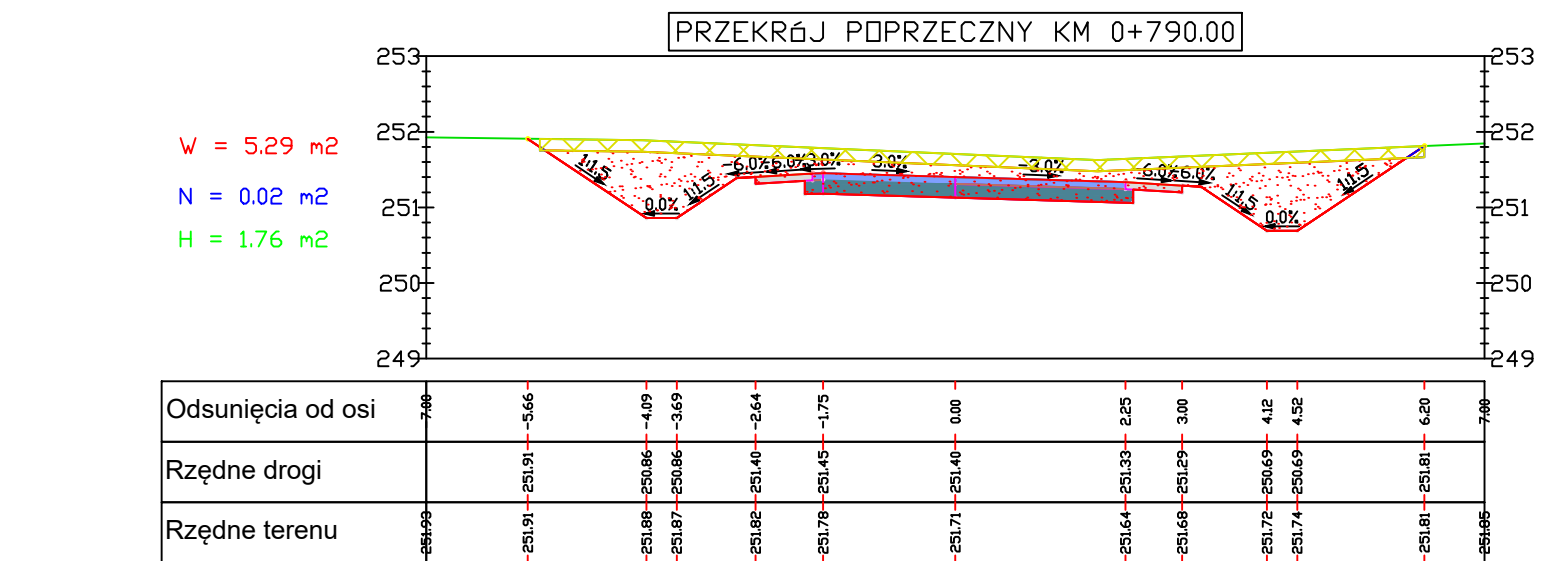 PRZEKRóJ POPRZECZNY KM 0+790.00
253 253
252 252
W = 5.29 m2
N = 0.02 m2
H = 1.76 m2
1:1.5 0.0% 1:1.5 -6.0% -6.0% -3.0% -3.0% -3.0% -6.0% -6.0% 1:1.5 0.0% 1:1.5
251 251
250 250
249 249
Odsunięcia od osi -7.00 -5.66 -4.09 -3.69 -2.64 -1.75 0.00 2.25 3.00 4.12 4.52 6.20 7.00
Rzędne drogi 251.91 250.86 250.86 251.40 251.45 251.40 251.33 251.29 250.69 250.69 251.81
Rzędne terenu 251.93 251.91 251.88 251.87 251.82 251.78 251.71 251.64 251.68 251.72 251.74 251.81 251.85